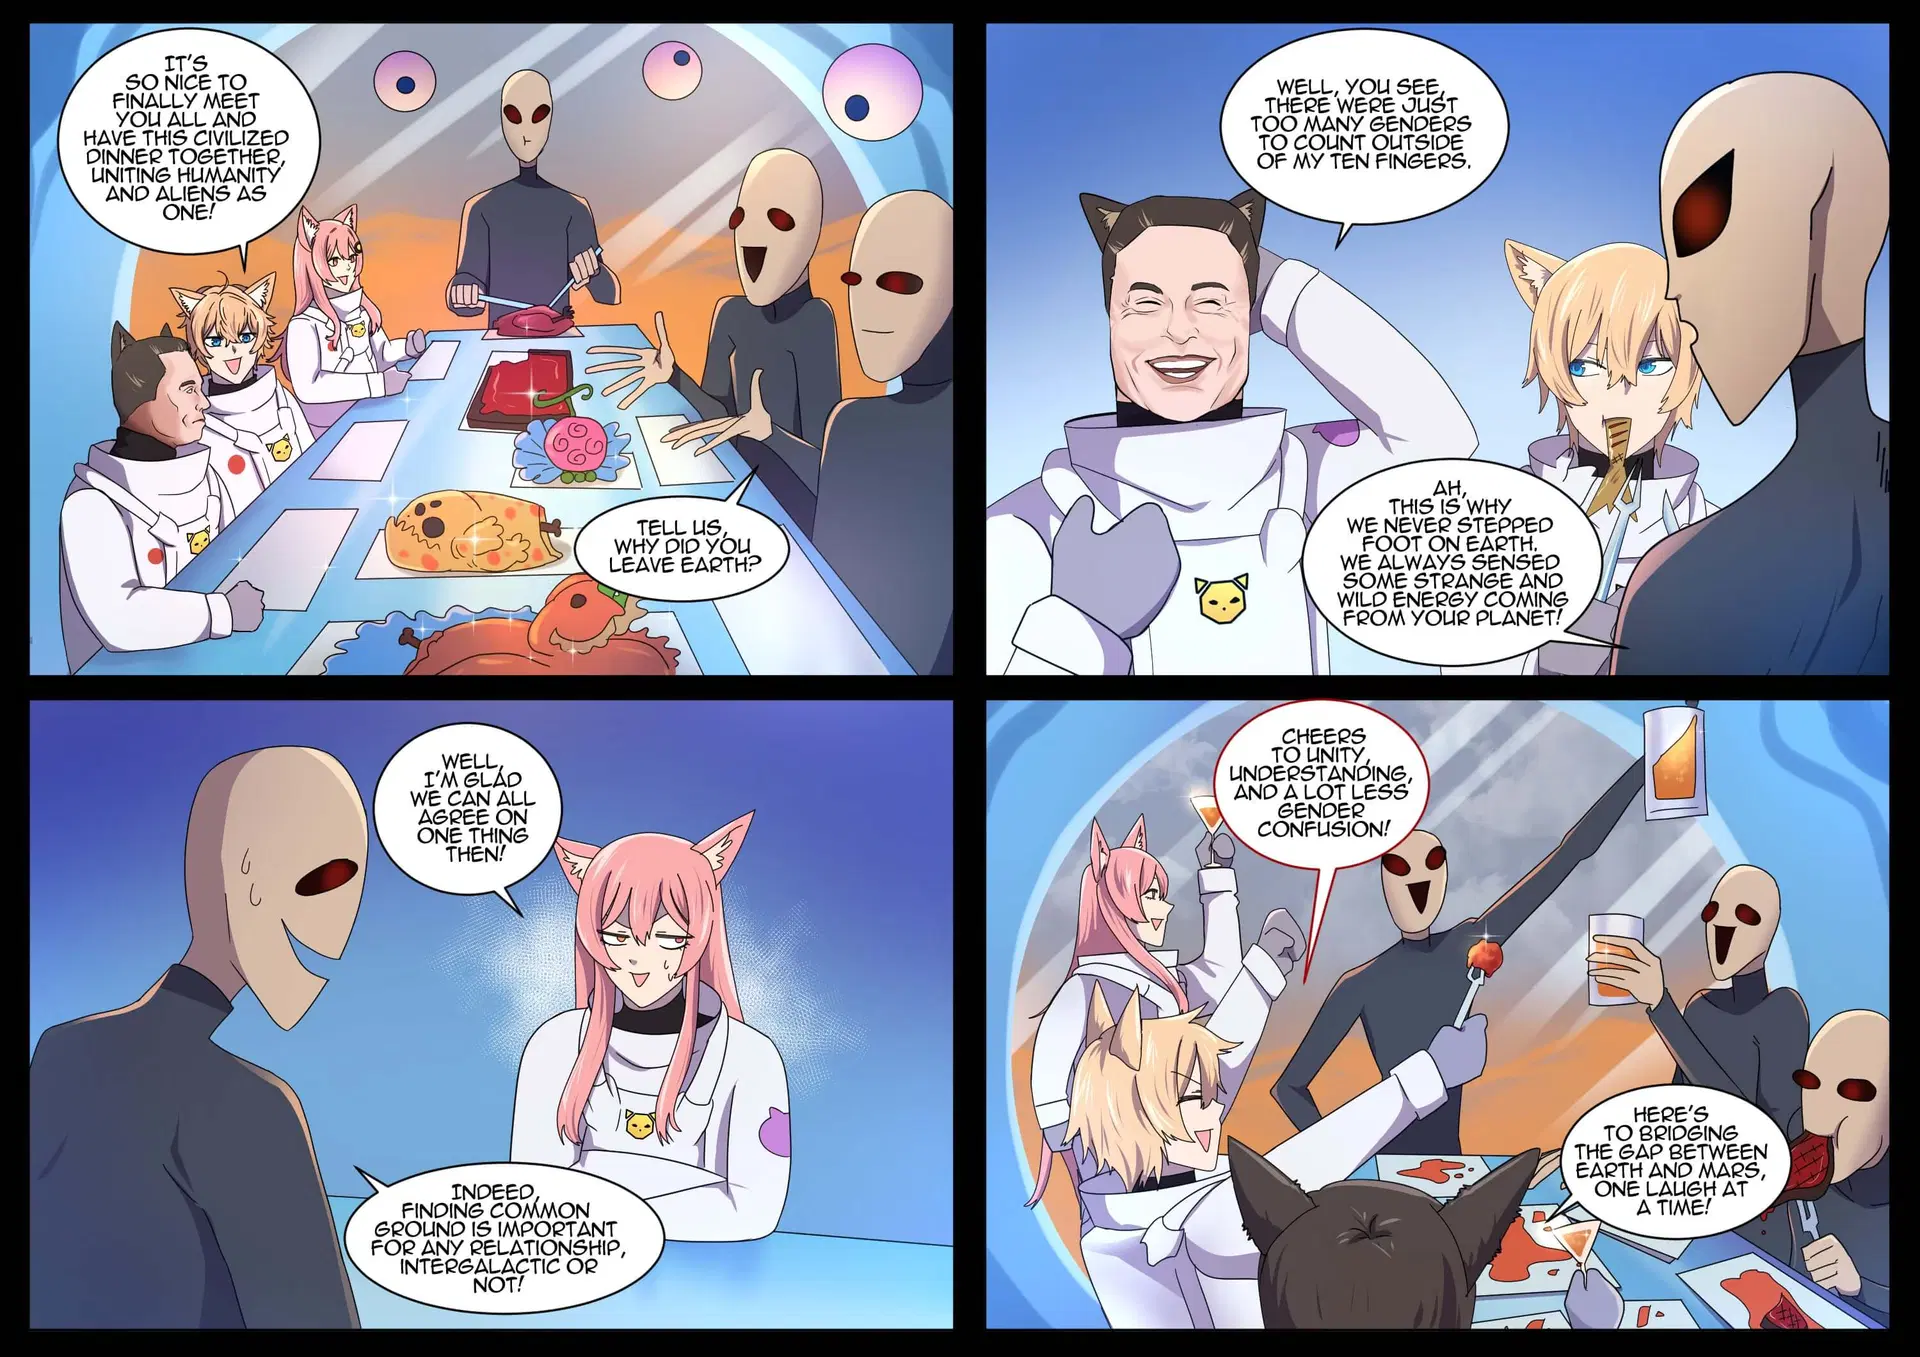 IT'S
SO NICE TO
FINALLY MEET
YOU ALL AND
HAVE THIS CIVILIZED
DINNER TOGETHER,
UNITING HUMANITY
AND ALIENS AS
ONE!
TELL US,
WHY DID YOU
LEAVE EARTH?
WELL, YOU SEE,
THERE WERE JUST
TOO MANY GENDERS
TO COUNT OUTSIDE
OF MY TEN FINGERS.
AH,
THIS IS WHY
WE NEVER STEPPED
FOOT ON EARTH.
WE ALWAYS SENSED
SOME STRANGE AND
WILD ENERGY COMING
FROM YOUR PLANET!
WELL,
I'M GLAD
WE CAN ALL
AGREE ON
ONE THING
THEN!
INDEED,
FINDING COMMON
GROUND IS IMPORTANT
FOR ANY RELATIONSHIP,
INTERGALACTIC OR
NOT!
CHEERS
TO UNITY,
UNDERSTANDING,
AND A LOT LESS
GENDER
CONFUSION!
HERE'S
TO BRIDGING
THE GAP BETWEEN
EARTH AND MARS,
ONE LAUGH AT
A TIME!